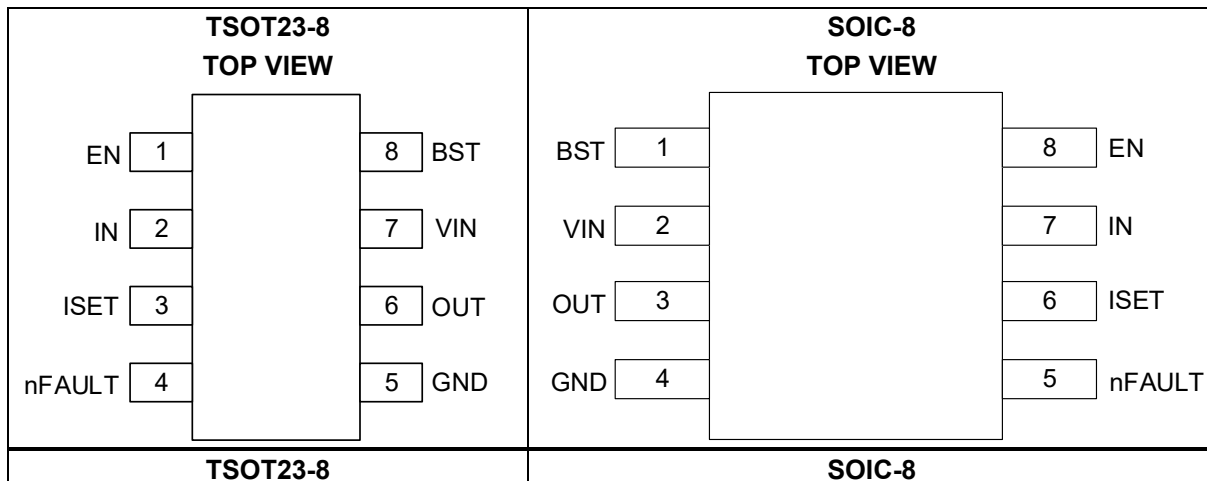 TSOT23-8
TOP VIEW
EN 1 8 BST
IN 2 7 VIN
ISET 3 6 OUT
nFAULT 4 5 GND
SOIC-8
TOP VIEW
BST 1 8 EN
VIN 2 7 IN
OUT 3 6 ISET
GND 4 5 nFAULT
TSOT23-8
SOIC-8